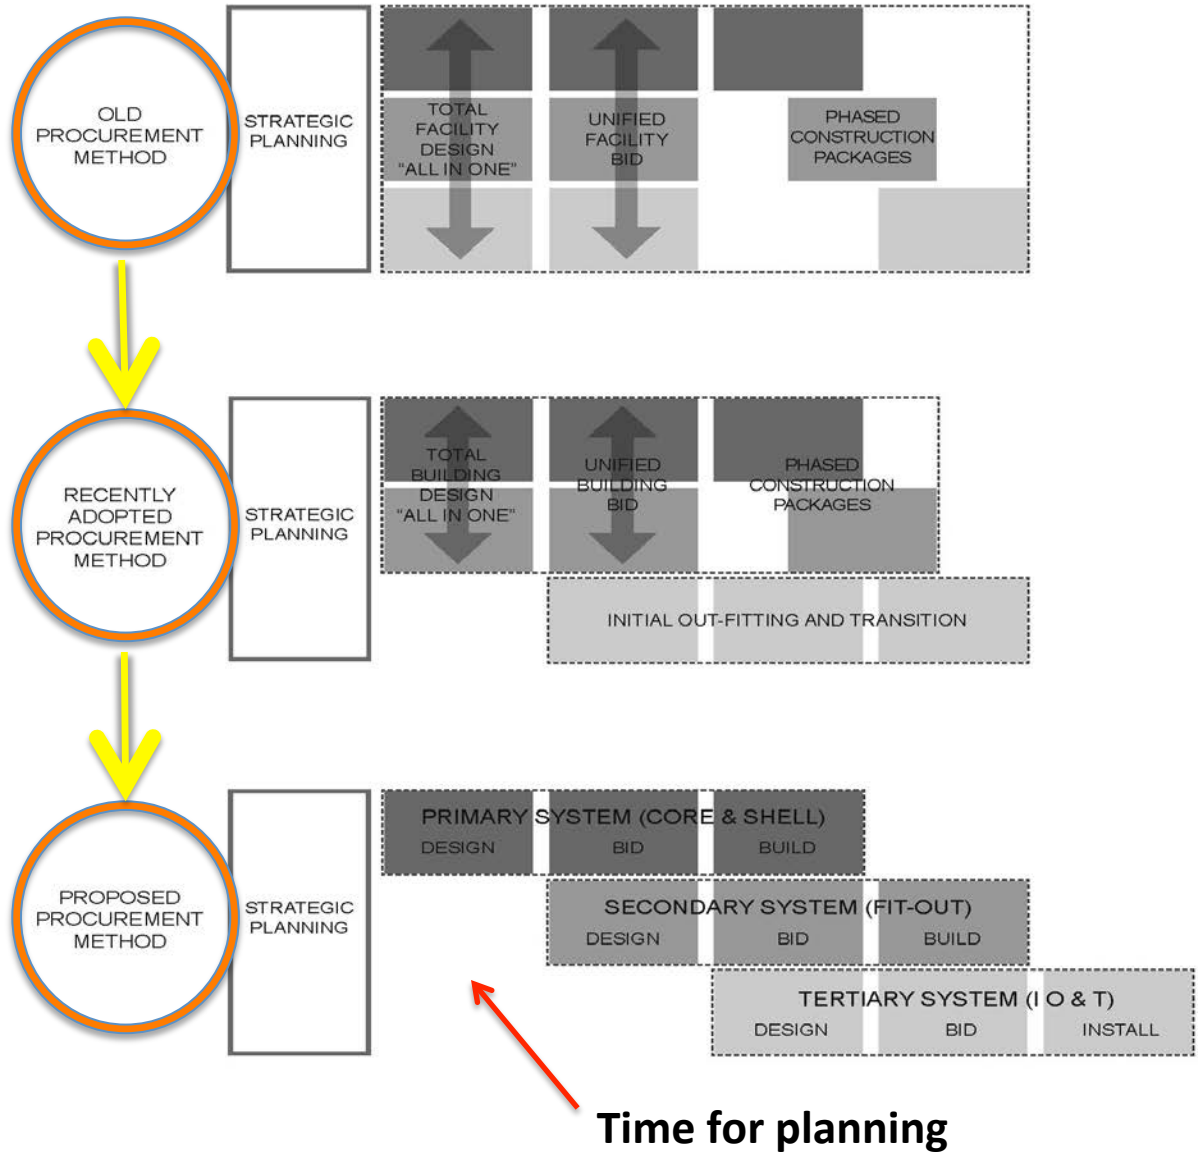 OLD
PROCUREMENT
METHOD
STRATEGIC
PLANNING
TOTAL
FACILITY
DESIGN
"ALL IN ONE"
UNIFIED
FACILITY
BID
PHASED
CONSTRUCTION
PACKAGES
RECENTLY
ADOPTED
PROCUREMENT
METHOD
STRATEGIC
PLANNING
TOTAL
BUILDING
DESIGN
"ALL IN ONE"
UNIFIED
BUILDING
BID
PHASED
CONSTRUCTION
PACKAGES
INITIAL OUT-FITTING AND TRANSITION
PROPOSED
PROCUREMENT
METHOD
STRATEGIC
PLANNING
PRIMARY SYSTEM (CORE & SHELL)
DESIGN BID BUILD
SECONDARY SYSTEM (FIT-OUT)
DESIGN BID BUILD
TERTIARY SYSTEM (I O & T)
DESIGN BID INSTALL
Time for planning